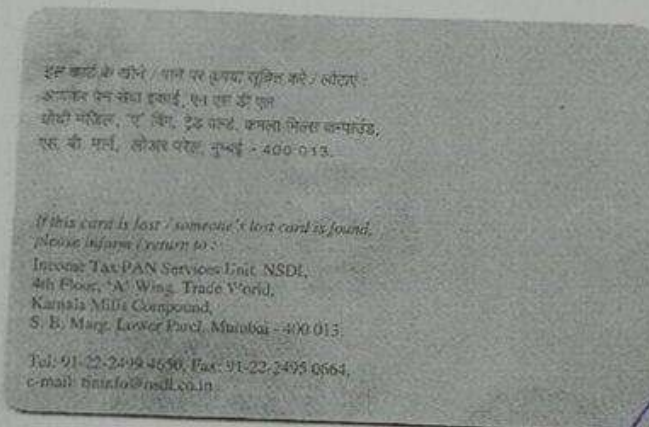 इस कार्ड के खोने / पाने पर कृपया सूचित करें / लौटाएं :
आयकर पैन सेवा इकाई, एन एस डी एल
चौथी मंजिल, 'ए' विंग, ट्रेड वर्ल्ड, कमला मिल्स कम्पाउंड,
एस. बी. मार्ग, लोअर परेल, मुम्बई - 400 013.
If this card is lost / someone's lost card is found,
please inform / return to :
Income Tax PAN Services Unit, NSDL,
4th Floor, 'A' Wing, Trade World,
Kamala Mills Compound,
S. B. Marg, Lower Parel, Mumbai - 400 013.
Tel: 91-22-2499 4650, Fax: 91-22-2495 0664,
e-mail: tininfo@nsdl.co.in